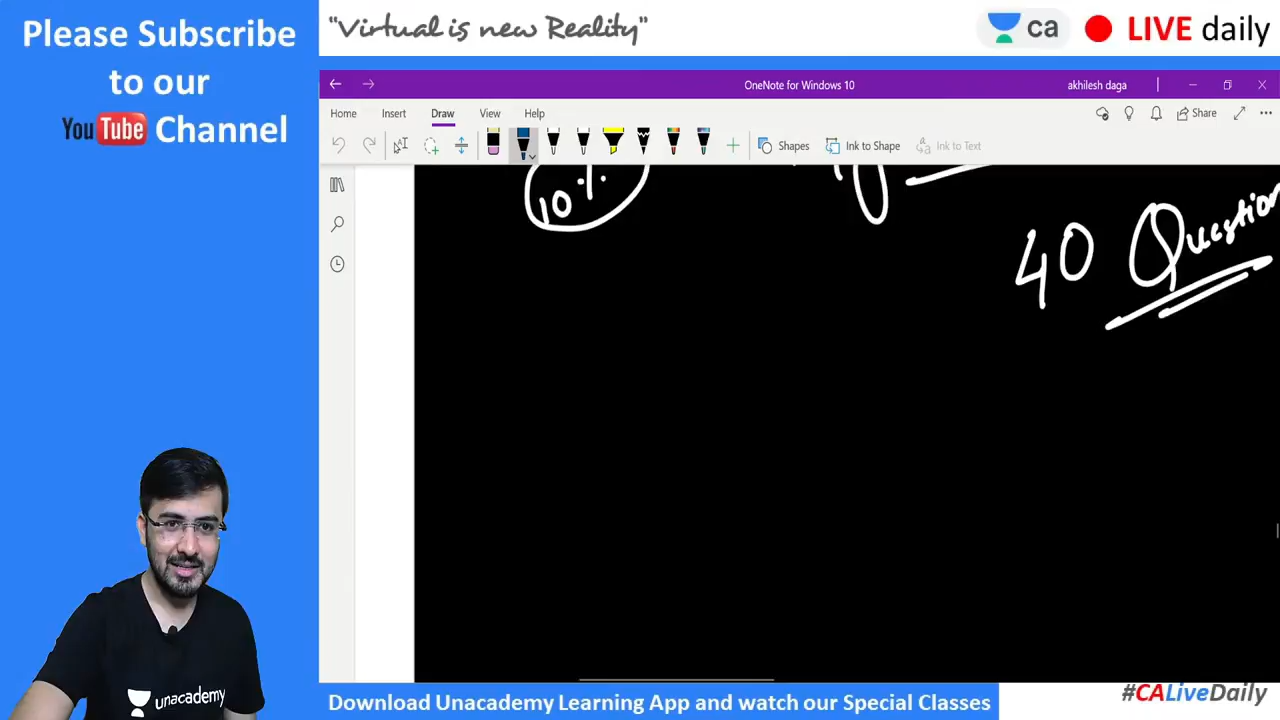 Please Subscribe
to our
YouTube Channel
"Virtual is new Reality"
ca LIVE daily
OneNote for Windows 10
akhilesh daga
Home Insert Draw View Help
Share
Shapes Ink to Shape Ink to Text
10%
40 Question
unacademy
Download Unacademy Learning App and watch our Special Classes
#CALiveDaily